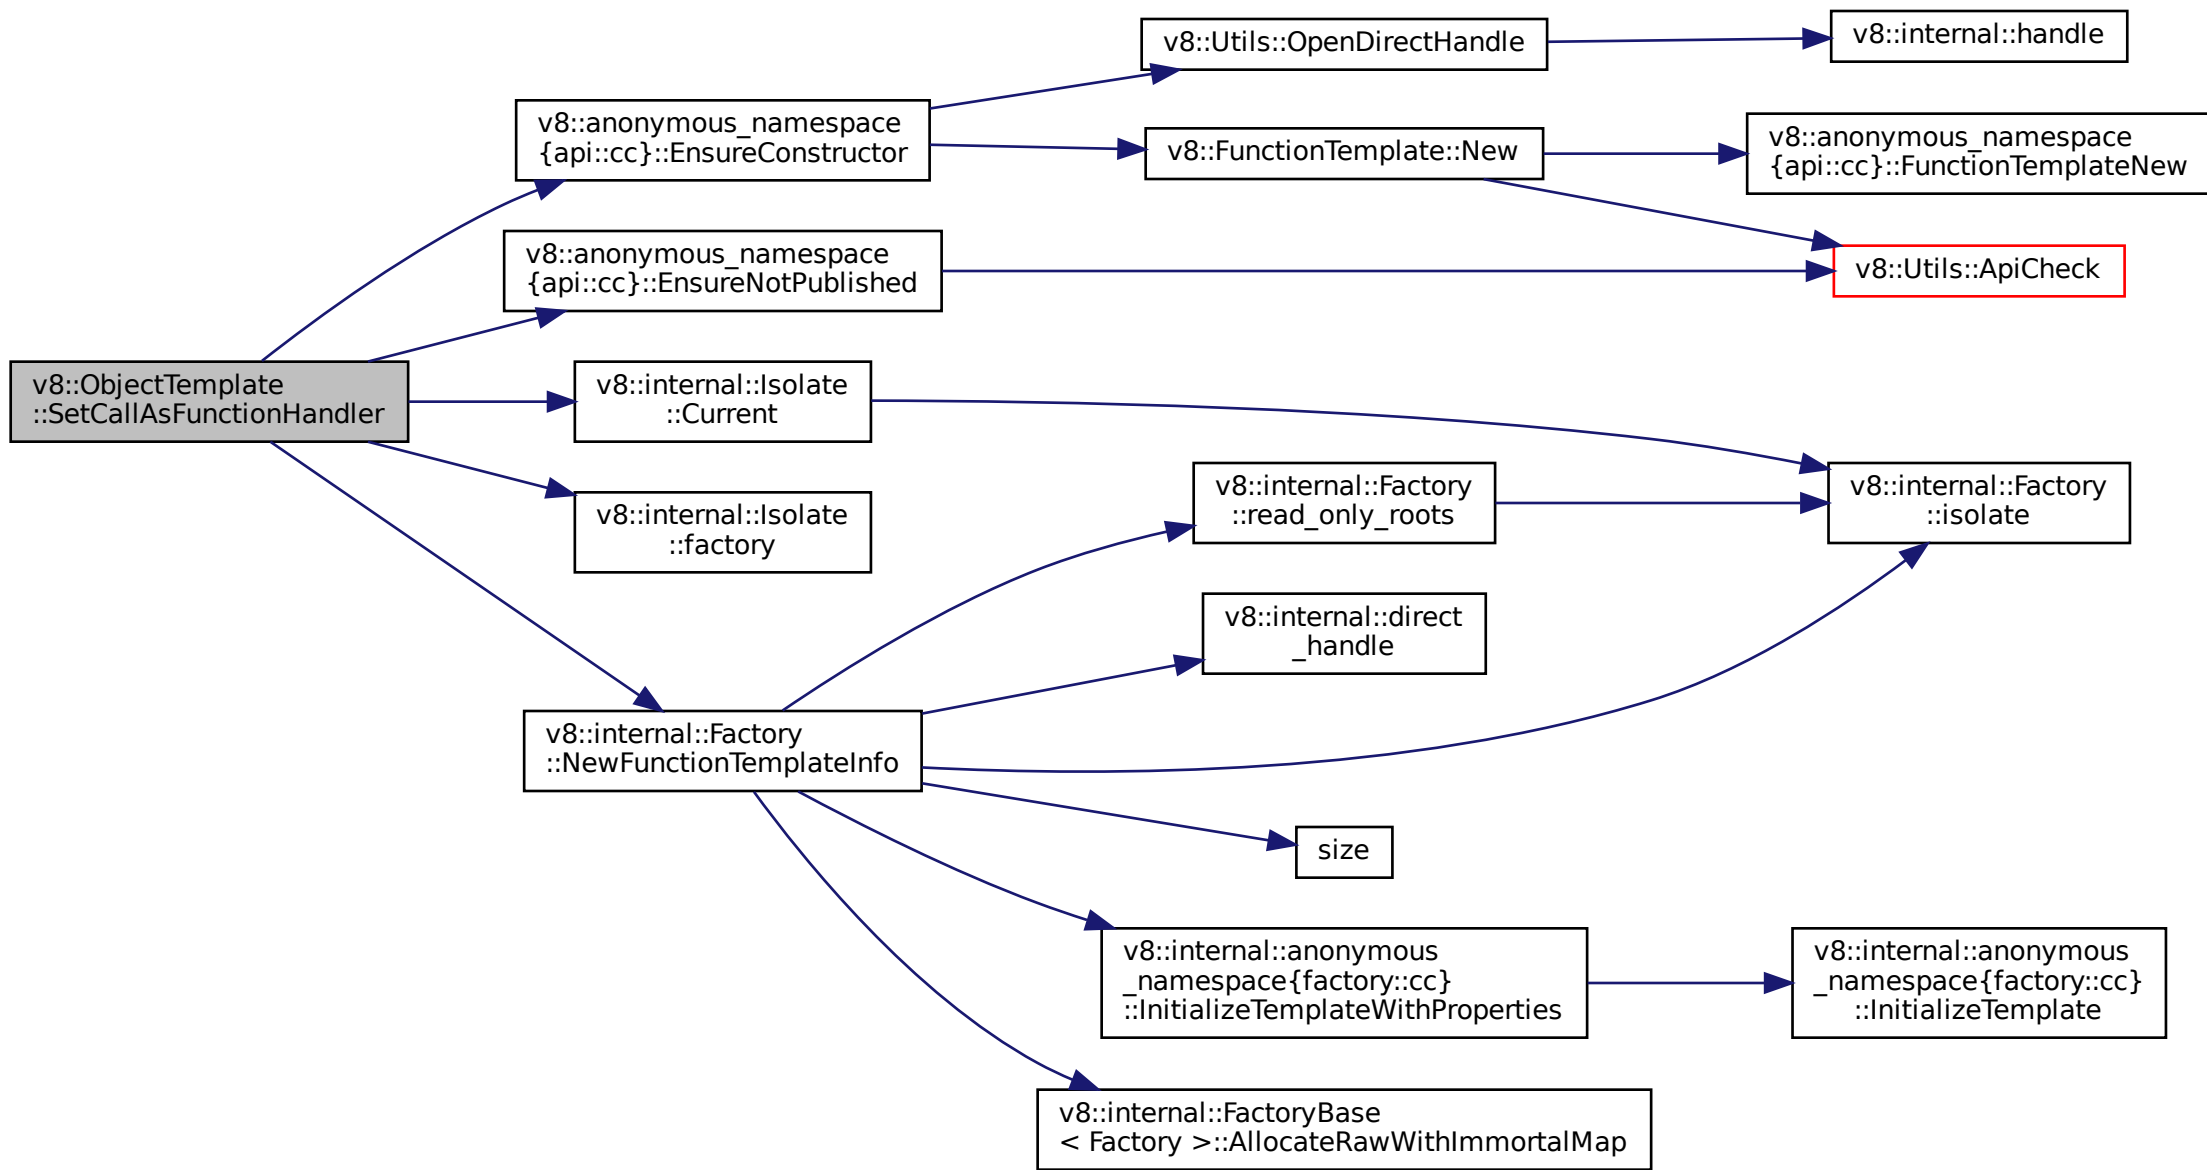 v8::ObjectTemplate
::SetCallAsFunctionHandler
v8::anonymous_namespace
{api::cc}::EnsureConstructor
v8::anonymous_namespace
{api::cc}::EnsureNotPublished
v8::internal::Isolate
::Current
v8::internal::Isolate
::factory
v8::internal::Factory
::NewFunctionTemplateInfo
v8::Utils::OpenDirectHandle
v8::FunctionTemplate::New
v8::internal::Factory
::read_only_roots
v8::internal::direct
_handle
size
v8::internal::anonymous
_namespace{factory::cc}
::InitializeTemplateWithProperties
v8::internal::FactoryBase
< Factory >::AllocateRawWithImmortalMap
v8::internal::handle
v8::anonymous_namespace
{api::cc}::FunctionTemplateNew
v8::Utils::ApiCheck
v8::internal::Factory
::isolate
v8::internal::anonymous
_namespace{factory::cc}
::InitializeTemplate